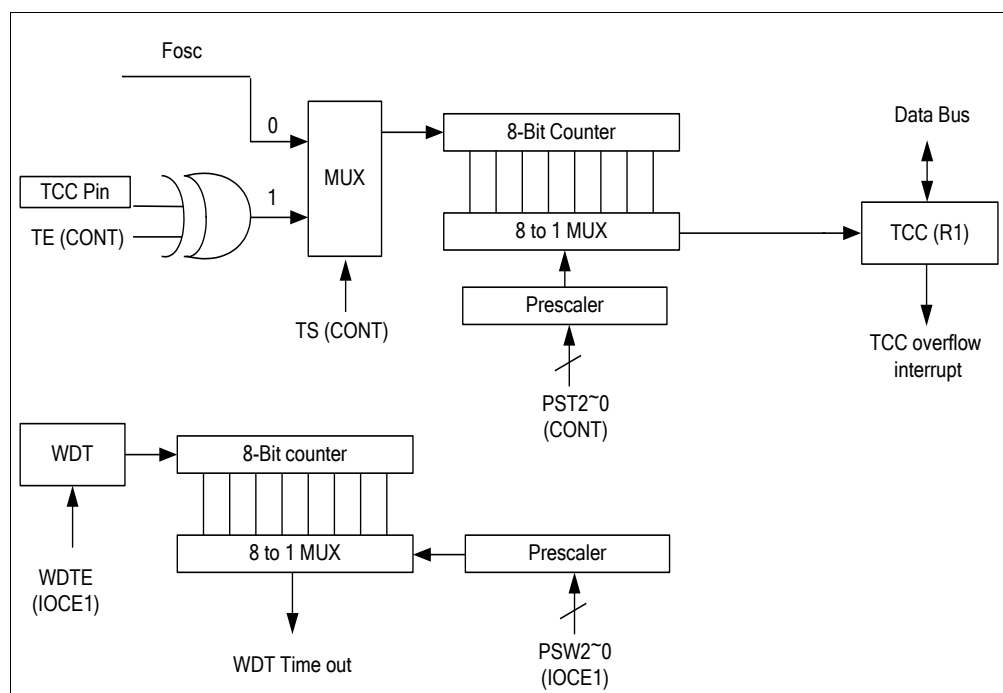 Fosc
0
TCC Pin
1
TE (CONT)
MUX
TS (CONT)
8-Bit Counter
8 to 1 MUX
Prescaler
PST2~0
(CONT)
Data Bus
TCC (R1)
TCC overflow
interrupt
WDT
WDTE
(IOCE1)
8-Bit counter
8 to 1 MUX
WDT Time out
Prescaler
PSW2~0
(IOCE1)